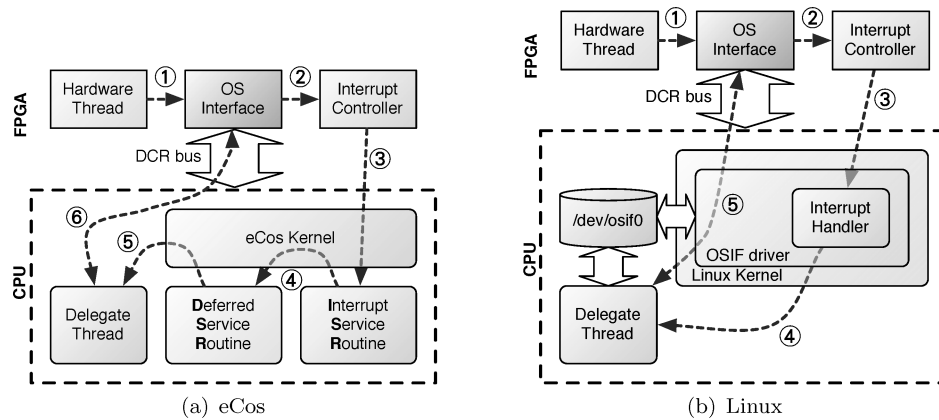 FPGA
Hardware
Thread
①
OS
Interface
②
Interrupt
Controller
DCR bus
③
CPU
⑥
⑤
eCos Kernel
④
Delegate
Thread
Deferred
Service
Routine
Interrupt
Service
Routine
(a) eCos
FPGA
Hardware
Thread
①
OS
Interface
②
Interrupt
Controller
DCR bus
③
CPU
/dev/osif0
⑤
Interrupt
Handler
OSIF driver
Linux Kernel
Delegate
Thread
④
(b) Linux